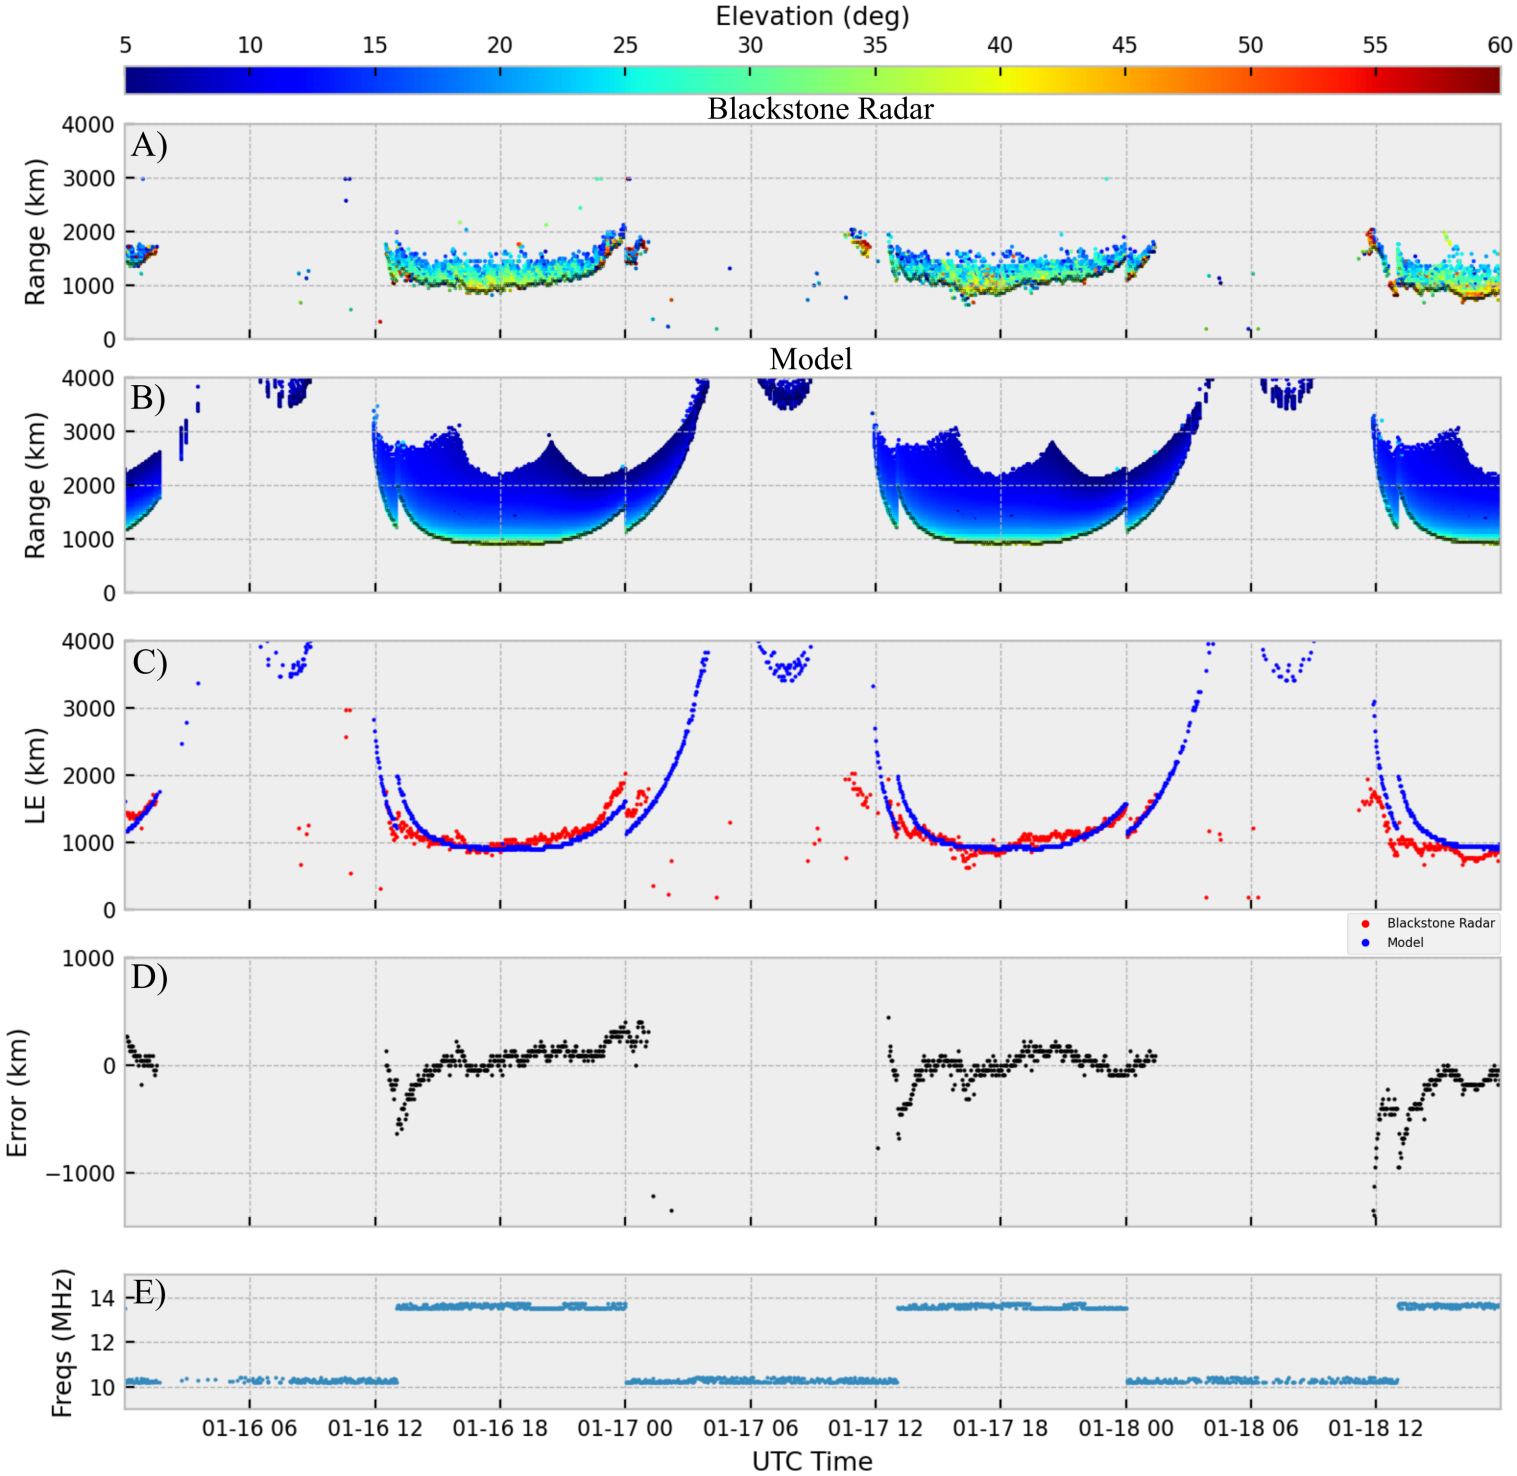 Elevation (deg)
5 10 15 20 25 30 35 40 45 50 55 60
Blackstone Radar
A)
4000
3000
2000
1000
0
Range (km)
Model
B)
4000
3000
2000
1000
0
Range (km)
C)
4000
3000
2000
1000
0
LE (km)
Blackstone Radar
Model
D)
1000
0
−1000
Error (km)
E)
14
12
10
Freqs (MHz)
01-16 06 01-16 12 01-16 18 01-17 00 01-17 06 01-17 12 01-17 18 01-18 00 01-18 06 01-18 12
UTC Time